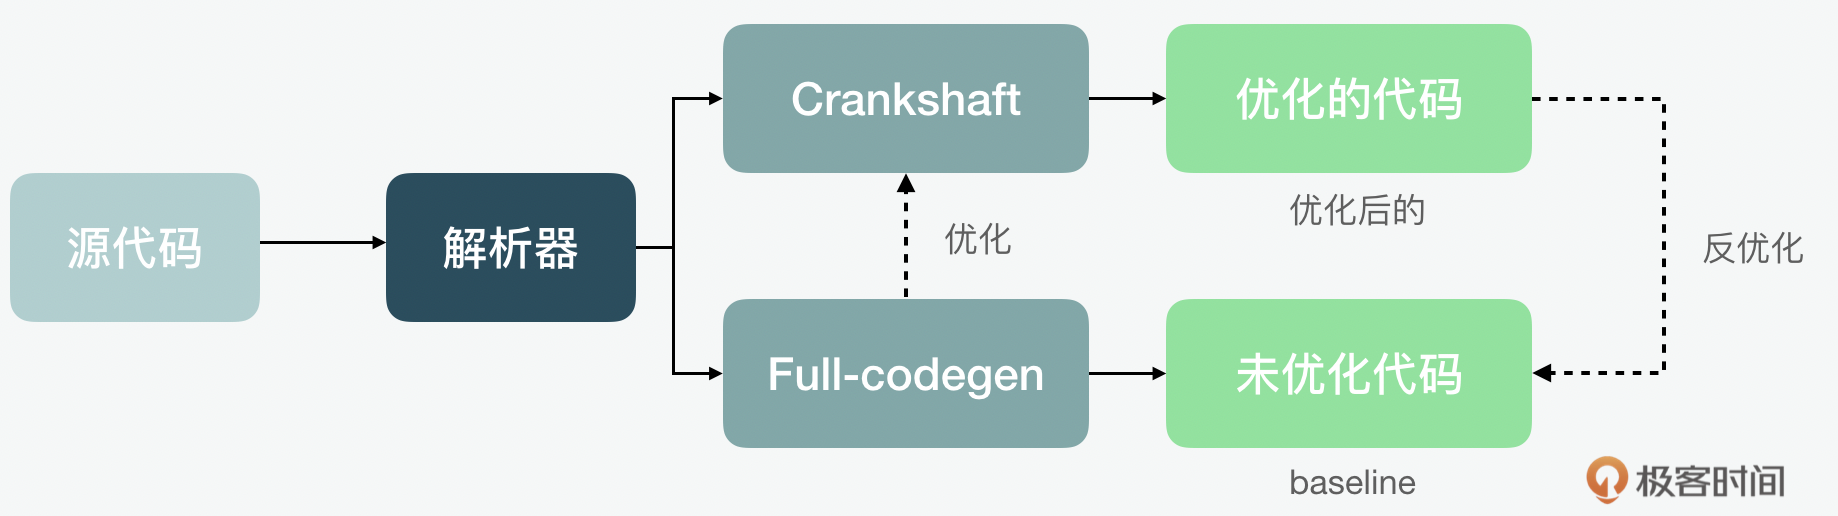 源代码
解析器
Crankshaft
优化的代码
优化后的
优化
反优化
Full-codegen
未优化代码
baseline
极客时间